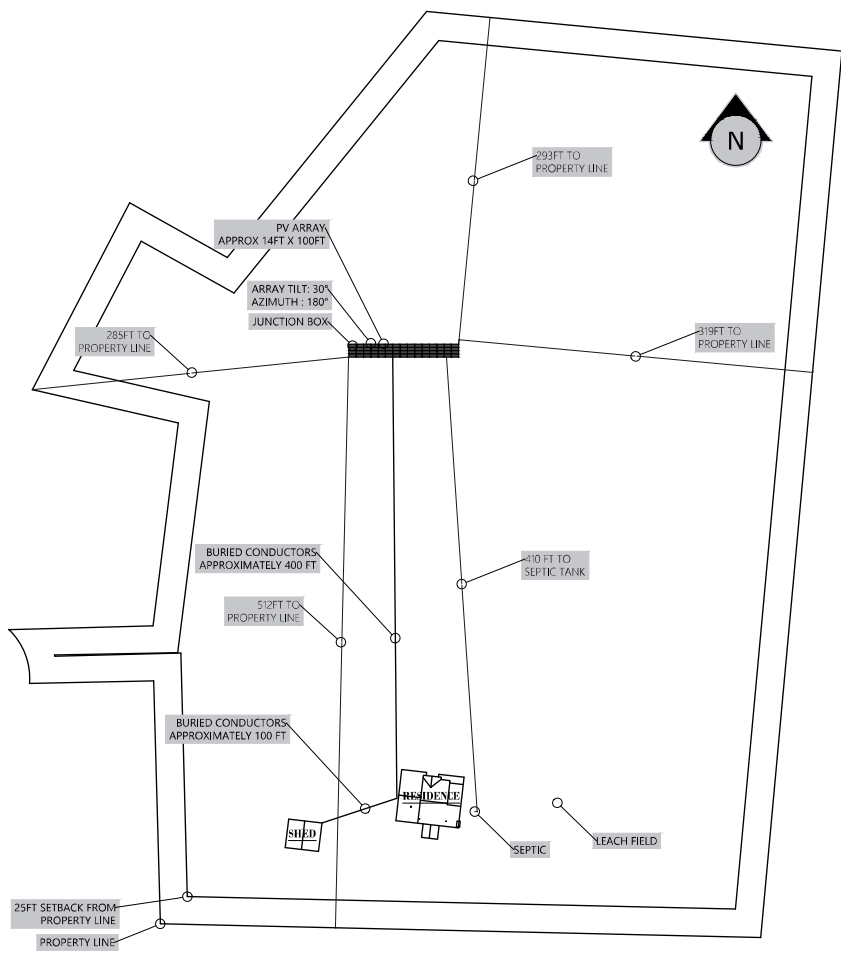 293FT TO
PROPERTY LINE
N
PV ARRAY
APPROX 14FT X 100FT
ARRAY TILT: 30°
AZIMUTH : 180°
JUNCTION BOX
285FT TO
PROPERTY LINE
319FT TO
PROPERTY LINE
BURIED CONDUCTORS
APPROXIMATELY 400 FT
410 FT TO
SEPTIC TANK
512FT TO
PROPERTY LINE
BURIED CONDUCTORS
APPROXIMATELY 100 FT
RESIDENCE
SHED
SEPTIC
LEACH FIELD
25FT SETBACK FROM
PROPERTY LINE
PROPERTY LINE